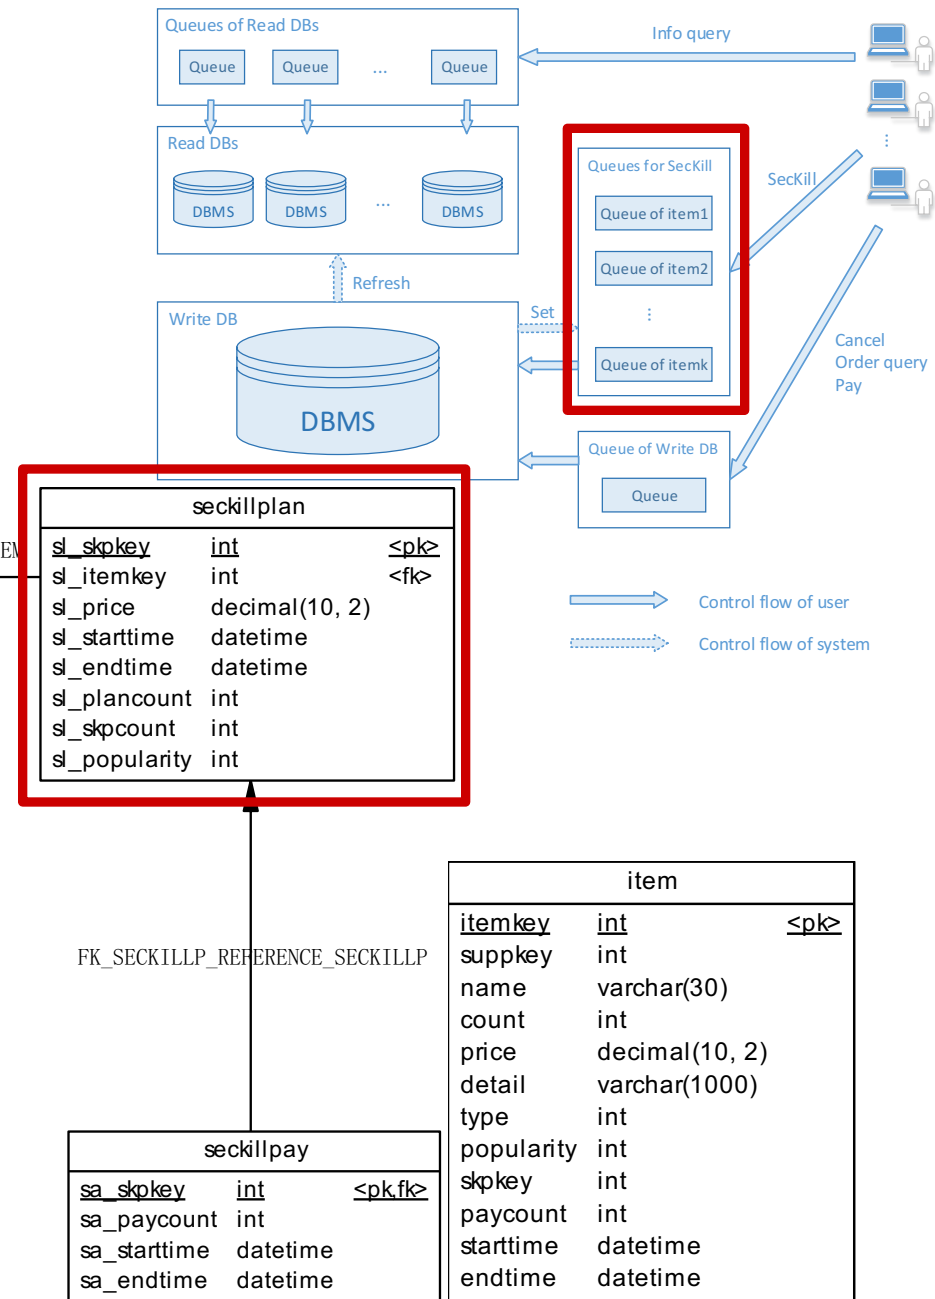 Queues of Read DBs
Info query
Queue
Queue
...
Queue
Read DBs
DBMS
DBMS
...
DBMS
Queues for SecKill
SecKill
Queue of item1
Queue of item2
⋮
Queue of itemk
Refresh
Write DB
Set
DBMS
Cancel
Order query
Pay
Queue of Write DB
Queue
Control flow of user
Control flow of system
seckillplan
sl_skpkey int <pk>
sl_itemkey int <fk>
sl_price decimal(10, 2)
sl_starttime datetime
sl_endtime datetime
sl_plancount int
sl_skpcount int
sl_popularity int
FK_SECKILLP_REFERENCE_SECKILLP
item
itemkey int <pk>
suppkey int
name varchar(30)
count int
price decimal(10, 2)
detail varchar(1000)
type int
popularity int
skpkey int
paycount int
starttime datetime
endtime datetime
seckillpay
sa_skpkey int <pk,fk>
sa_paycount int
sa_starttime datetime
sa_endtime datetime